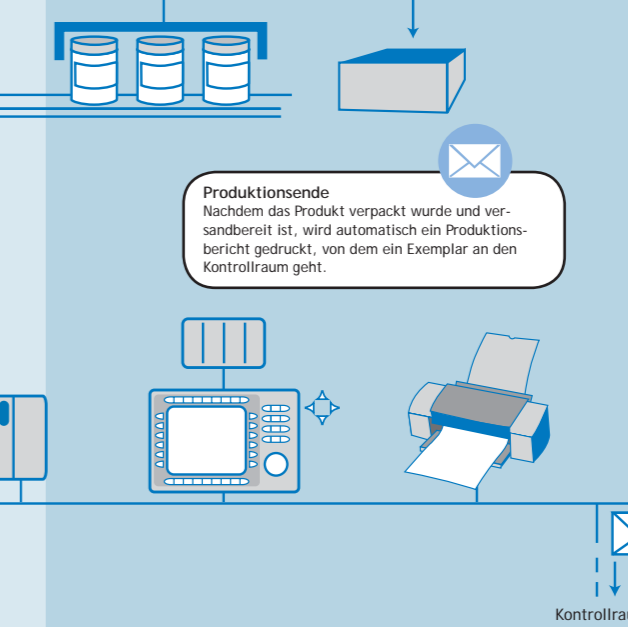 Produktionsende
Nachdem das Produkt verpackt wurde und ver-
sandbereit ist, wird automatisch ein Produktions-
bericht gedruckt, von dem ein Exemplar an den
Kontrollraum geht.